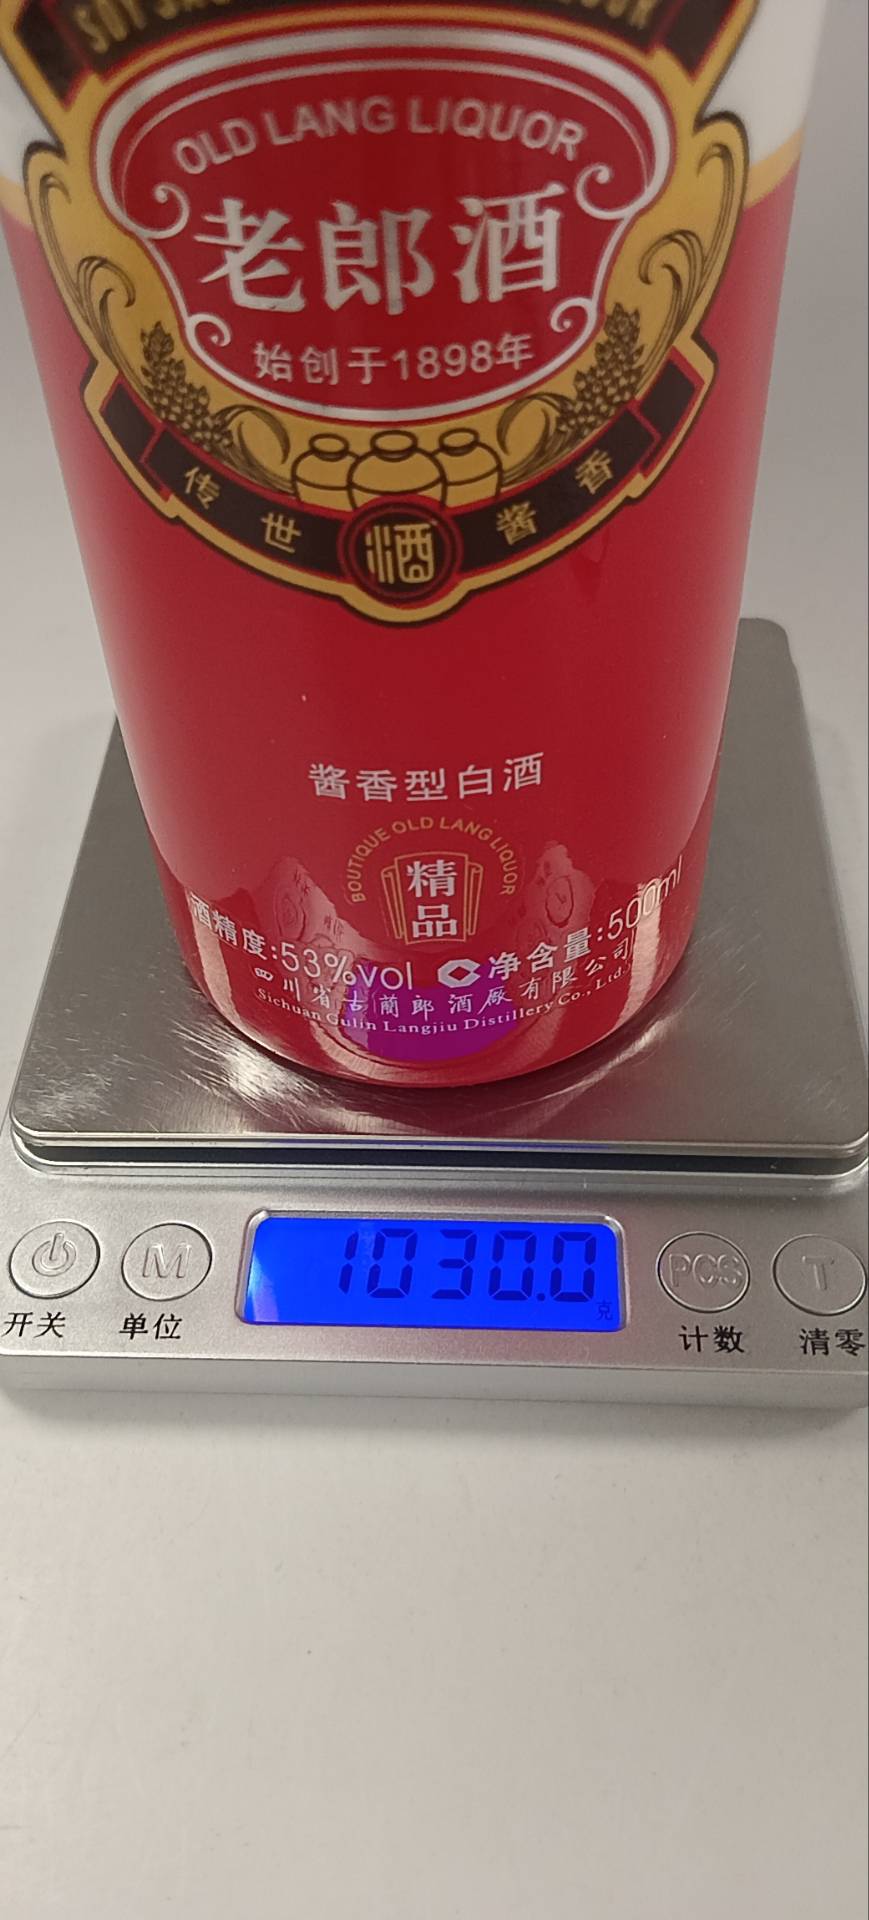 OLD LANG LIQUOR
老郎酒
始创于1898年
传世酱香
酒
酱香型白酒
BOUTIQUE OLD LANG LIQUOR
精品
酒精度:53%vol 净含量:500ml
四川省古蔺郎酒厰有限公司
Sichuan Gulin Langjiu Distillery Co., Ltd.
1030.0
克
M
PCS
T
开关
单位
计数
清零